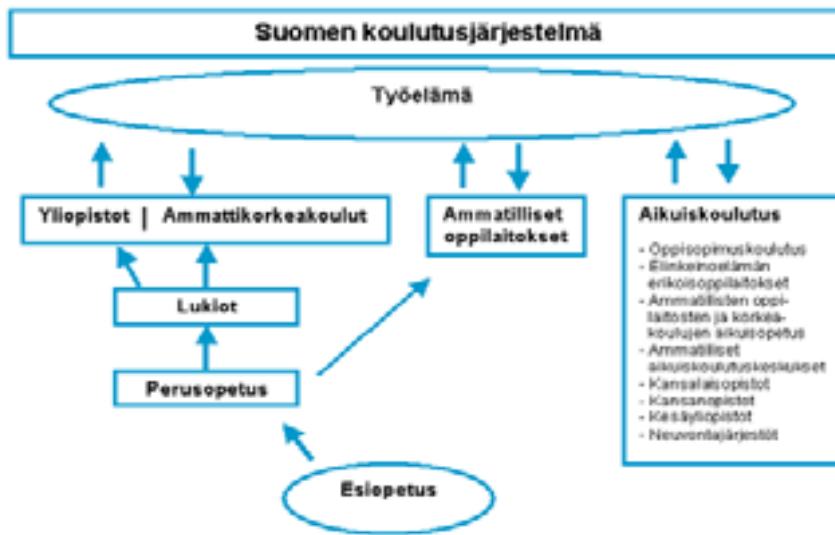 Suomen koulutusjärjestelmä
Työelämä
Yliopistot | Ammattikorkeakoulut
Ammatilliset
oppilaitokset
Aikuiskoulutus
- Oppisopimuskoulutus
- Elinkeinoelämän
erikoisoppilaitokset
- Ammatillisten oppi-
laitosten ja korkea-
koulujen aikuisopetus
- Ammatilliset
aikuiskoulutuskeskukset
- Kansalaisopistot
- Kansanopistot
- Kesäyliopistot
- Neuvontajärjestöt
Lukiot
Perusopetus
Esiopetus